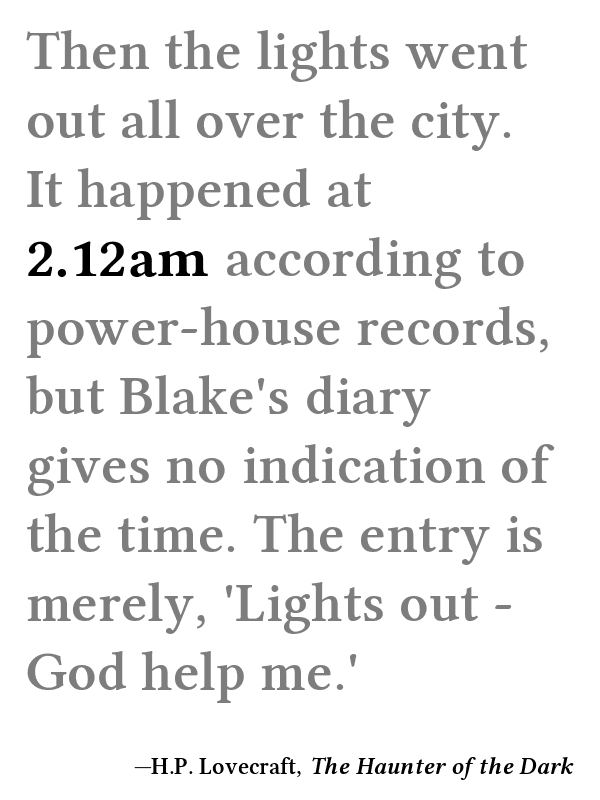 Then the lights went
out all over the city.
It happened at
2.12am according to
power-house records,
but Blake's diary
gives no indication of
the time. The entry is
merely, 'Lights out -
God help me.'
—H.P. Lovecraft, The Haunter of the Dark